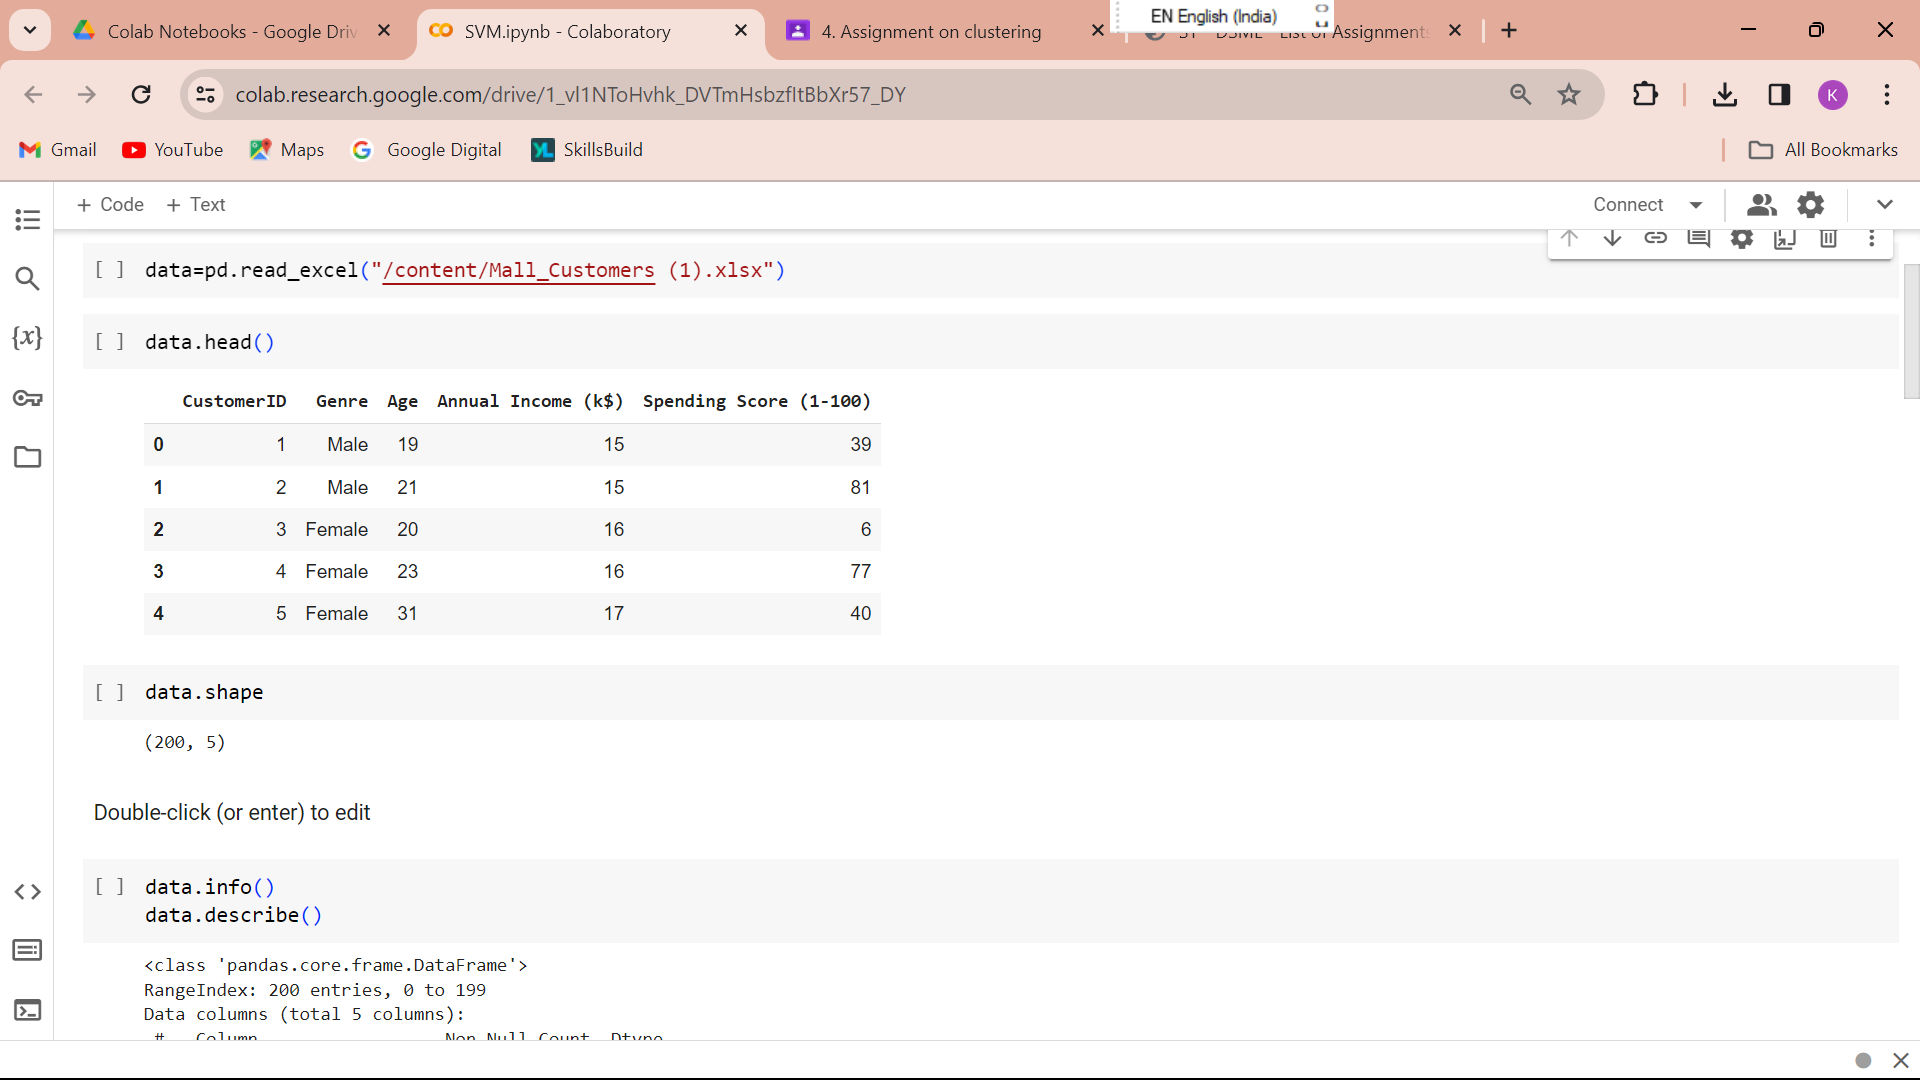 Colab Notebooks - Google Driv
SVM.ipynb - Colaboratory
4. Assignment on clustering
EN English (India)
colab.research.google.com/drive/1_vl1NToHvhk_DVTmHsbzfItBbXr57_DY
K
Gmail
YouTube
Maps
Google Digital
SkillsBuild
All Bookmarks
+ Code + Text
Connect
[ ] data=pd.read_excel("/content/Mall_Customers (1).xlsx")
[ ] data.head()
CustomerID Genre Age Annual Income (k$) Spending Score (1-100)
0 1 Male 19 15 39
1 2 Male 21 15 81
2 3 Female 20 16 6
3 4 Female 23 16 77
4 5 Female 31 17 40
[ ] data.shape
(200, 5)
Double-click (or enter) to edit
[ ] data.info()
data.describe()
<class 'pandas.core.frame.DataFrame'>
RangeIndex: 200 entries, 0 to 199
Data columns (total 5 columns):
# Column Non-Null Count Dtype